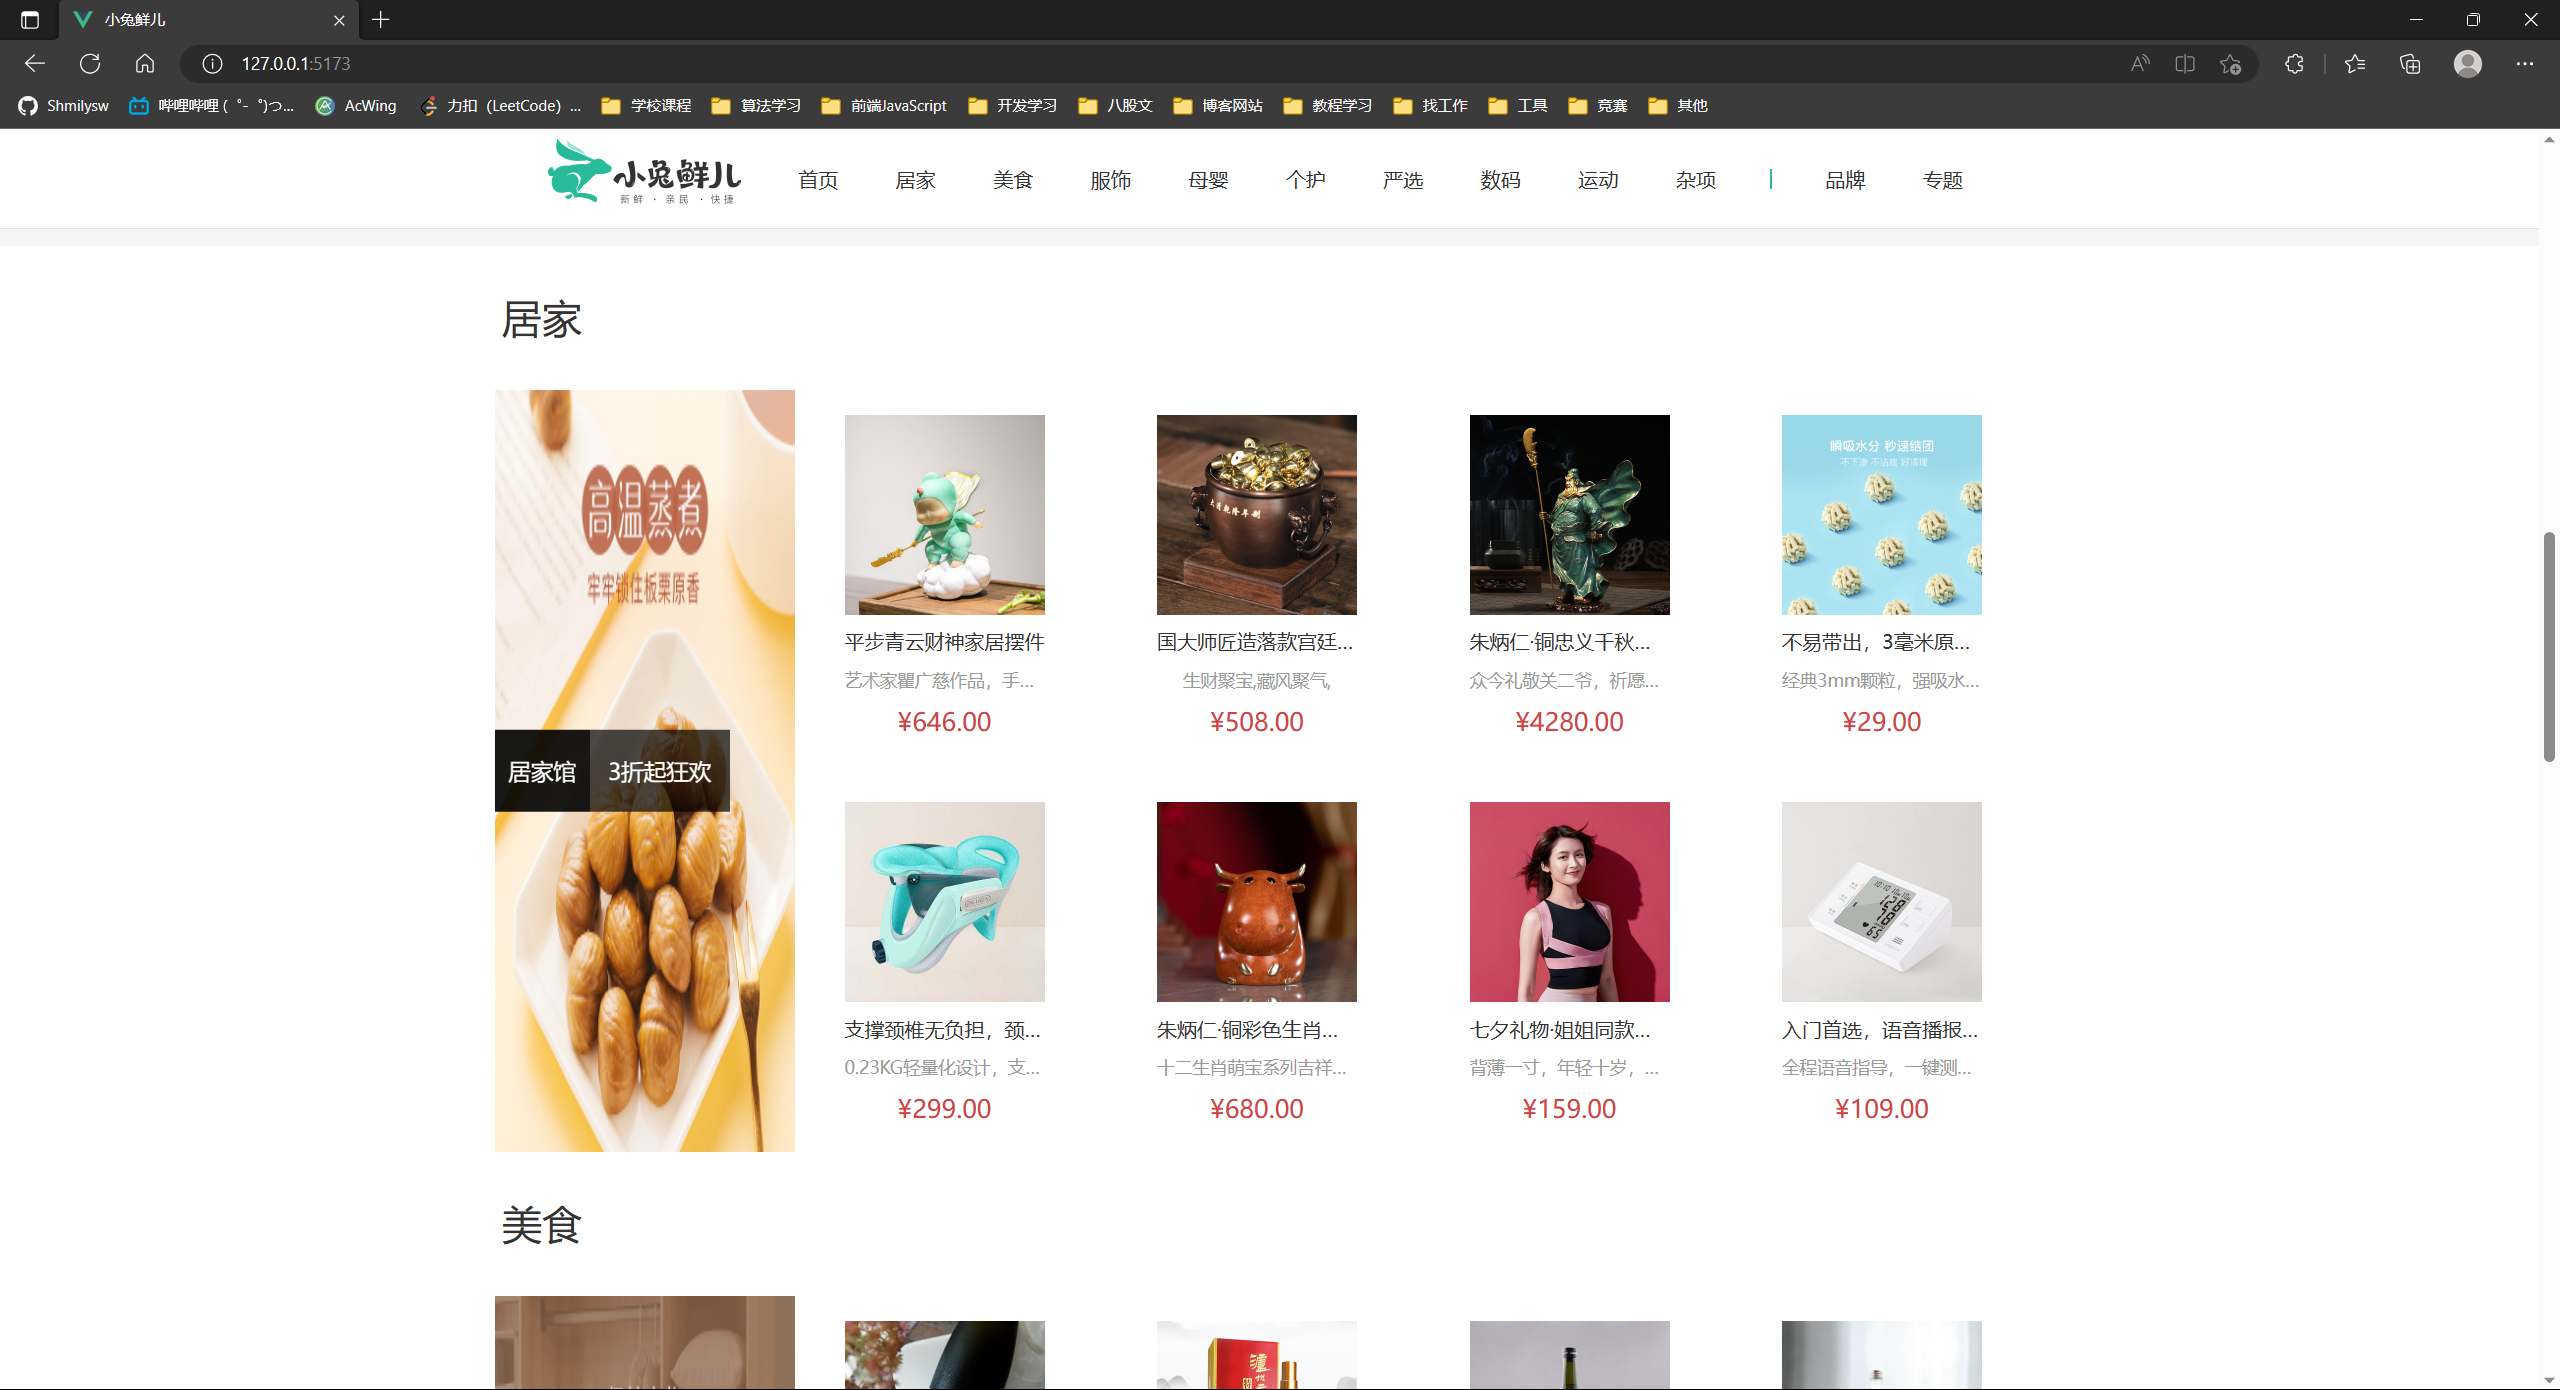 小兔鲜儿
127.0.0.1:5173
Shmilysw 哔哩哔哩 (゜-゜)つ... AcWing 力扣（LeetCode）... 学校课程 算法学习 前端JavaScript 开发学习 八股文 博客网站 教程学习 找工作 工具 竞赛 其他
小兔鲜儿
新鲜 · 亲民 · 快捷
首页 居家 美食 服饰 母婴 个护 严选 数码 运动 杂项 | 品牌 专题
居家
高温蒸煮
牢牢锁住板栗原香
居家馆 3折起狂欢
大清乾隆年制
瞬吸水分 秒速结团
不下渗 不沾底 好清理
平步青云财神家居摆件 国大师匠造落款宫廷... 朱炳仁·铜忠义千秋... 不易带出，3毫米原...
艺术家瞿广慈作品，手... 生财聚宝,藏风聚气, 众今礼敬关二爷，祈愿... 经典3mm颗粒，强吸水...
¥646.00 ¥508.00 ¥4280.00 ¥29.00
支撑颈椎无负担，颈... 朱炳仁·铜彩色生肖... 七夕礼物·姐姐同款... 入门首选，语音播报...
0.23KG轻量化设计，支... 十二生肖萌宝系列吉祥... 背薄一寸，年轻十岁，... 全程语音指导，一键测...
¥299.00 ¥680.00 ¥159.00 ¥109.00
美食